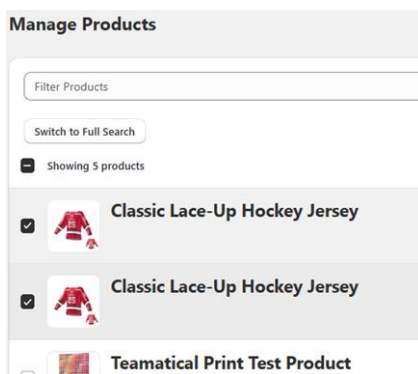 Manage Products
Filter Products
Switch to Full Search
Showing 5 products
Classic Lace-Up Hockey Jersey
Classic Lace-Up Hockey Jersey
Teamatical Print Test Product